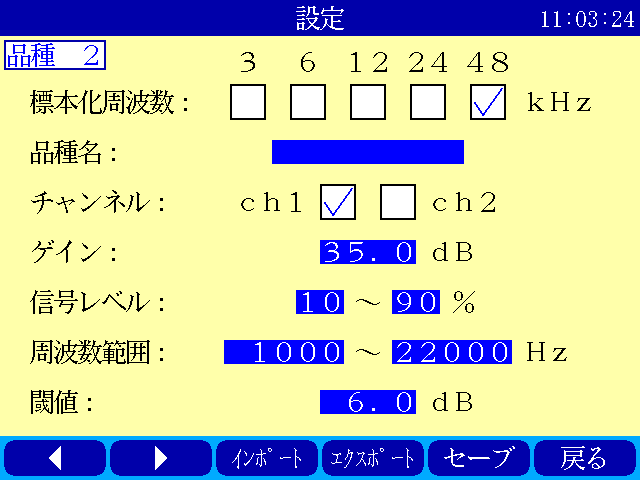 設定 11:03:24
品種 2
3 6 12 24 48
標本化周波数: kHz
品種名:
チャンネル: ch1 ch2
ゲイン: 35.0 dB
信号レベル: 10 ～ 90 %
周波数範囲: 1000 ～ 22000 Hz
閾値: 6.0 dB
インポート エクスポート セーブ 戻る